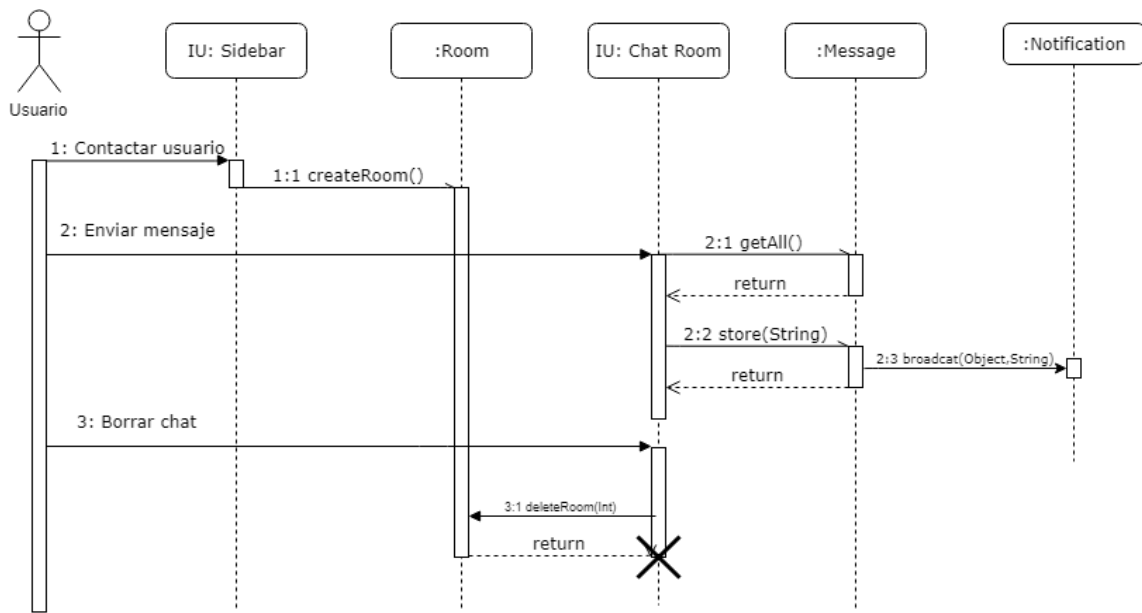 Usuario
IU: Sidebar
:Room
IU: Chat Room
:Message
:Notification
1: Contactar usuario
1:1 createRoom()
2: Enviar mensaje
2:1 getAll()
return
2:2 store(String)
2:3 broadcat(Object,String)
return
3: Borrar chat
3:1 deleteRoom(Int)
return